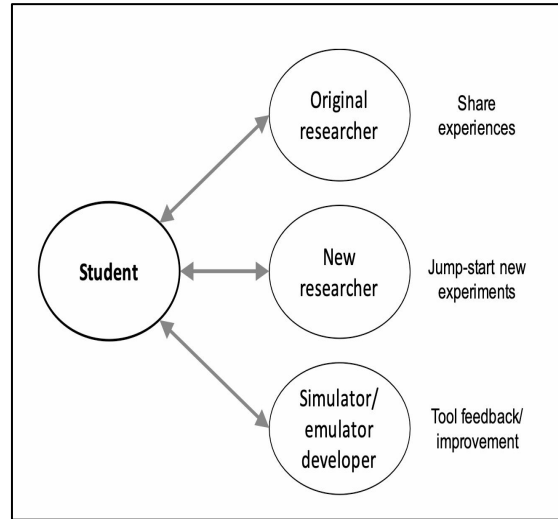 Original
researcher
Share
experiences
Student
New
researcher
Jump-start new
experiments
Simulator/
emulator
developer
Tool feedback/
improvement